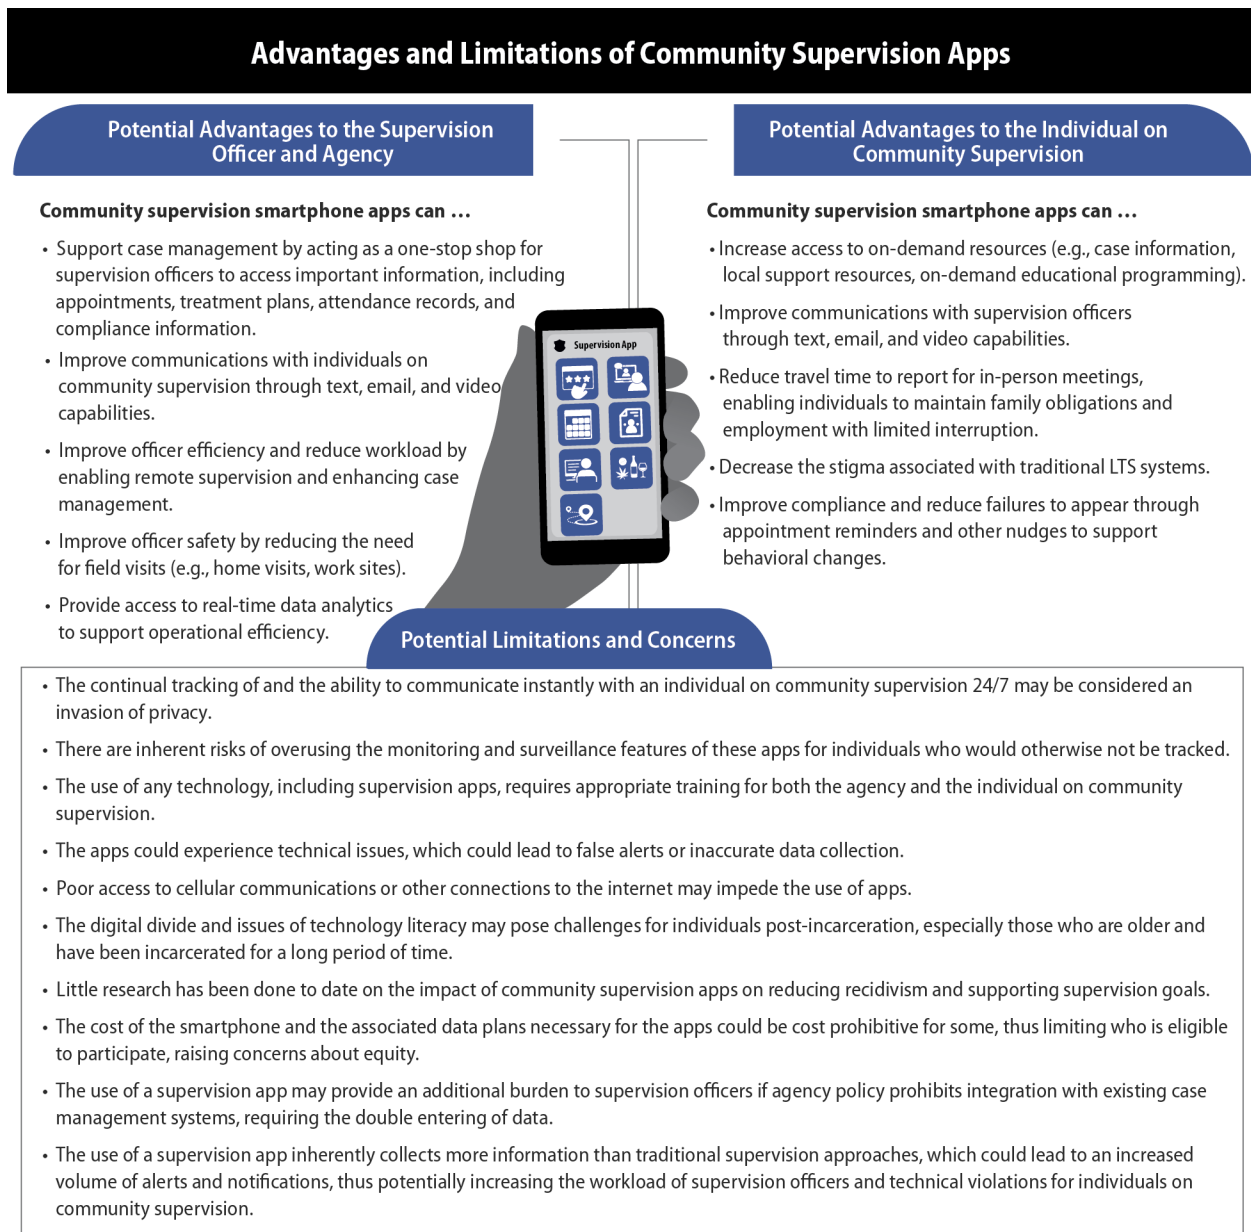 Advantages and Limitations of Community Supervision Apps
Potential Advantages to the Supervision
Officer and Agency
Community supervision smartphone apps can …
• Support case management by acting as a one-stop shop for
supervision officers to access important information, including
appointments, treatment plans, attendance records, and
compliance information.
• Improve communications with individuals on
community supervision through text, email, and video
capabilities.
• Improve officer efficiency and reduce workload by
enabling remote supervision and enhancing case
management.
• Improve officer safety by reducing the need
for field visits (e.g., home visits, work sites).
• Provide access to real-time data analytics
to support operational efficiency.
Supervision App
Potential Advantages to the Individual on
Community Supervision
Community supervision smartphone apps can …
• Increase access to on-demand resources (e.g., case information,
local support resources, on-demand educational programming).
• Improve communications with supervision officers
through text, email, and video capabilities.
• Reduce travel time to report for in-person meetings,
enabling individuals to maintain family obligations and
employment with limited interruption.
• Decrease the stigma associated with traditional LTS systems.
• Improve compliance and reduce failures to appear through
appointment reminders and other nudges to support
behavioral changes.
Potential Limitations and Concerns
• The continual tracking of and the ability to communicate instantly with an individual on community supervision 24/7 may be considered an
invasion of privacy.
• There are inherent risks of overusing the monitoring and surveillance features of these apps for individuals who would otherwise not be tracked.
• The use of any technology, including supervision apps, requires appropriate training for both the agency and the individual on community
supervision.
• The apps could experience technical issues, which could lead to false alerts or inaccurate data collection.
• Poor access to cellular communications or other connections to the internet may impede the use of apps.
• The digital divide and issues of technology literacy may pose challenges for individuals post-incarceration, especially those who are older and
have been incarcerated for a long period of time.
• Little research has been done to date on the impact of community supervision apps on reducing recidivism and supporting supervision goals.
• The cost of the smartphone and the associated data plans necessary for the apps could be cost prohibitive for some, thus limiting who is eligible
to participate, raising concerns about equity.
• The use of a supervision app may provide an additional burden to supervision officers if agency policy prohibits integration with existing case
management systems, requiring the double entering of data.
• The use of a supervision app inherently collects more information than traditional supervision approaches, which could lead to an increased
volume of alerts and notifications, thus potentially increasing the workload of supervision officers and technical violations for individuals on
community supervision.